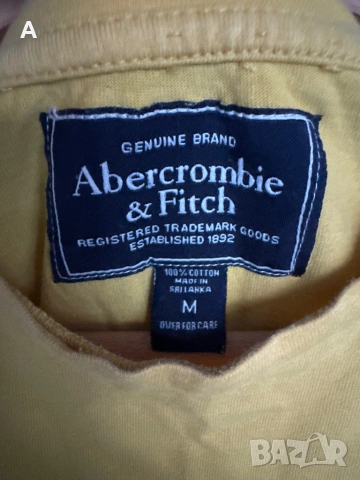 A
GENUINE BRAND
Abercrombie
& Fitch
REGISTERED TRADEMARK GOODS
ESTABLISHED 1892
100% COTTON
MADE IN
SRI LANKA
M
OVER FOR CARE
BAZAR